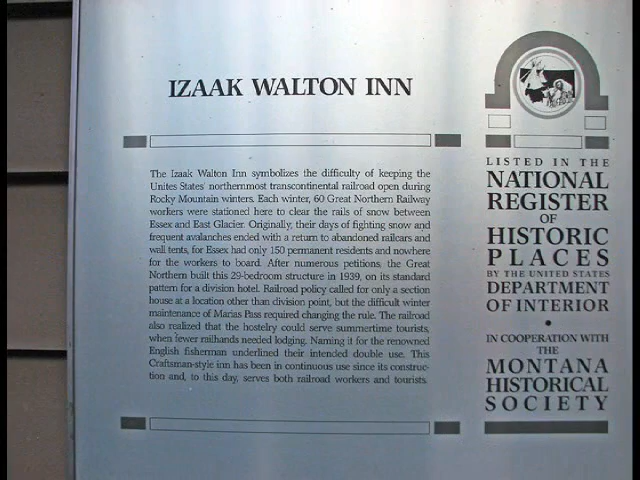 IZAAK WALTON INN
The Izaak Walton Inn symbolizes the difficulty of keeping the
Unites States' northernmost transcontinental railroad open during
Rocky Mountain winters. Each winter, 60 Great Northern Railway
workers were stationed here to clear the rails of snow between
Essex and East Glacier. Originally, their days of fighting snow and
frequent avalanches ended with a return to abandoned railcars and
wall tents, for Essex had only 150 permanent residents and nowhere
for the workers to board. After numerous petitions, the Great
Northern built this 29-bedroom structure in 1939, on its standard
pattern for a division hotel. Railroad policy called for only a section
house at a location other than division point, but the difficult winter
maintenance of Marias Pass required changing the rule. The railroad
also realized that the hostelry could serve summertime tourists,
when fewer railhands needed lodging. Naming it for the renowned
English fisherman underlined their intended double use. This
Craftsman-style inn has been in continuous use since its construc-
tion and, to this day, serves both railroad workers and tourists.
LISTED IN THE
NATIONAL
REGISTER
OF
HISTORIC
PLACES
BY THE UNITED STATES
DEPARTMENT
OF INTERIOR
•
IN COOPERATION WITH
THE
MONTANA
HISTORICAL
SOCIETY